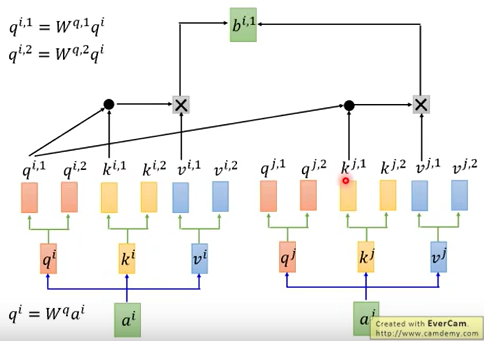 q^{i,1} = W^{q,1}q^i
q^{i,2} = W^{q,2}q^i
b^{i,1}
q^{i,1} q^{i,2} k^{i,1} k^{i,2} v^{i,1} v^{i,2} q^{j,1} q^{j,2} k^{j,1} k^{j,2} v^{j,1} v^{j,2}
q^i k^i v^i q^j k^j v^j
q^i = W^q a^i
a^i a^j
Created with EverCam.
http://www.camdemy.com